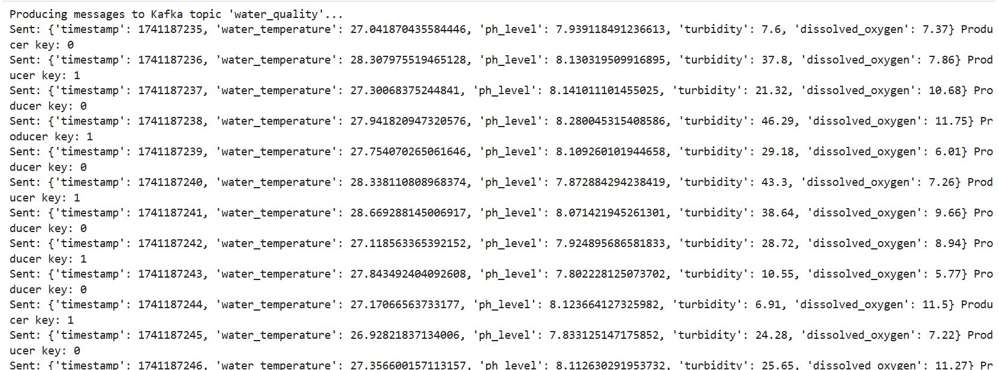 Producing messages to Kafka topic 'water_quality'...
Sent: {'timestamp': 1741187235, 'water_temperature': 27.041870435584446, 'ph_level': 7.939118491236613, 'turbidity': 7.6, 'dissolved_oxygen': 7.37} Produ
cer key: 0
Sent: {'timestamp': 1741187236, 'water_temperature': 28.307975519465128, 'ph_level': 8.130319509916895, 'turbidity': 37.8, 'dissolved_oxygen': 7.86} Prod
ucer key: 1
Sent: {'timestamp': 1741187237, 'water_temperature': 27.30068375244841, 'ph_level': 8.141011101455025, 'turbidity': 21.32, 'dissolved_oxygen': 10.68} Pro
ducer key: 0
Sent: {'timestamp': 1741187238, 'water_temperature': 27.941820947320576, 'ph_level': 8.280045315408586, 'turbidity': 46.29, 'dissolved_oxygen': 11.75} Pr
oducer key: 1
Sent: {'timestamp': 1741187239, 'water_temperature': 27.754070265061646, 'ph_level': 8.109260101944658, 'turbidity': 29.18, 'dissolved_oxygen': 6.01} Pro
ducer key: 0
Sent: {'timestamp': 1741187240, 'water_temperature': 28.338110808968374, 'ph_level': 7.872884294238419, 'turbidity': 43.3, 'dissolved_oxygen': 7.26} Prod
ucer key: 1
Sent: {'timestamp': 1741187241, 'water_temperature': 28.669288145006917, 'ph_level': 8.071421945261301, 'turbidity': 38.64, 'dissolved_oxygen': 9.66} Pro
ducer key: 0
Sent: {'timestamp': 1741187242, 'water_temperature': 27.118563365392152, 'ph_level': 7.924895686581833, 'turbidity': 28.72, 'dissolved_oxygen': 8.94} Pro
ducer key: 1
Sent: {'timestamp': 1741187243, 'water_temperature': 27.843492404092608, 'ph_level': 7.802228125073702, 'turbidity': 10.55, 'dissolved_oxygen': 5.77} Pro
ducer key: 0
Sent: {'timestamp': 1741187244, 'water_temperature': 27.17066563733177, 'ph_level': 8.123664127325982, 'turbidity': 6.91, 'dissolved_oxygen': 11.5} Produ
cer key: 1
Sent: {'timestamp': 1741187245, 'water_temperature': 26.92821837134006, 'ph_level': 7.833125147175852, 'turbidity': 24.28, 'dissolved_oxygen': 7.22} Prod
ucer key: 0
Sent: {'timestamp': 1741187246, 'water_temperature': 27.356600157113157, 'ph_level': 8.112630291953732, 'turbidity': 25.65, 'dissolved_oxygen': 11.27} Pr